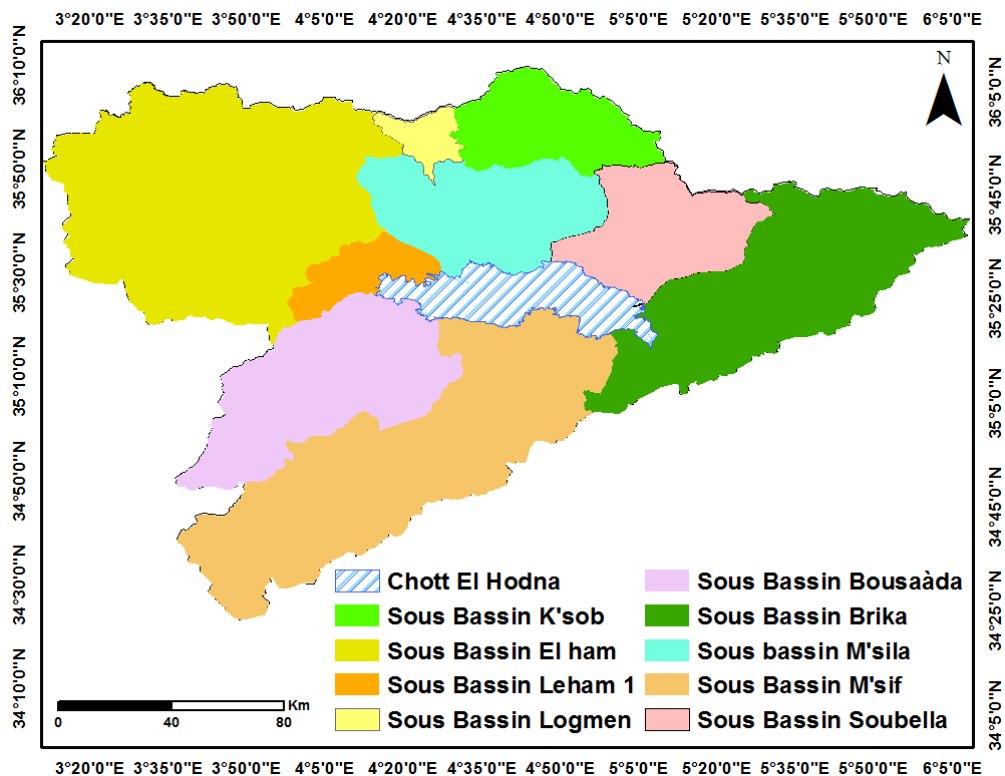 3°20'0"E 3°35'0"E 3°50'0"E 4°5'0"E 4°20'0"E 4°35'0"E 4°50'0"E 5°5'0"E 5°20'0"E 5°35'0"E 5°50'0"E 6°5'0"E
36°10'0"N
35°50'0"N
35°30'0"N
35°10'0"N
34°50'0"N
34°30'0"N
34°10'0"N
N
36°5'0"N
35°45'0"N
35°25'0"N
35°5'0"N
34°45'0"N
34°25'0"N
34°5'0"N
Chott El Hodna
Sous Bassin K'sob
Sous Bassin El ham
Sous Bassin Leham 1
Sous Bassin Logmen
Sous Bassin Bousaàda
Sous Bassin Brika
Sous bassin M'sila
Sous Bassin M'sif
Sous Bassin Soubella
Km
0 40 80
3°20'0"E 3°35'0"E 3°50'0"E 4°5'0"E 4°20'0"E 4°35'0"E 4°50'0"E 5°5'0"E 5°20'0"E 5°35'0"E 5°50'0"E 6°5'0"E